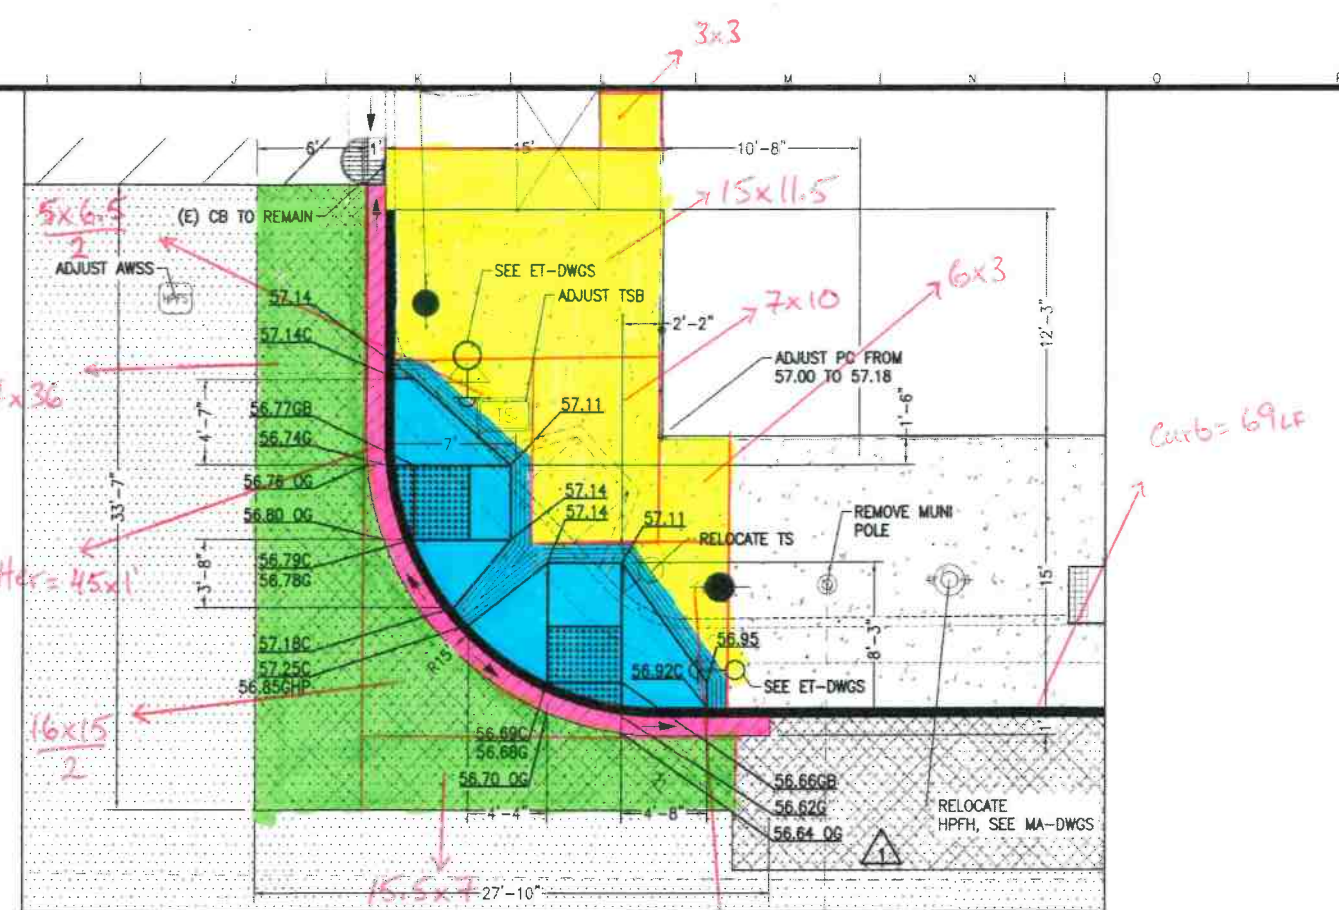 3x3
J K M N O
6' 1' 15' 10'-8"
15x11.5
5x6.5
2
(E) CB TO REMAIN
ADJUST AWSS
HPFS
SEE ET-DWGS
ADJUST TSB
6x3
7x10
57.14
57.14C
2'-2"
12'-3"
ADJUST PC FROM
57.00 TO 57.18
x36
4'-7"
56.77GB
56.74G
TS
57.11
1'-6"
7'
Curb= 69LF
33'-7"
56.76 OG
56.80 OG
57.14
57.14
57.11
RELOCATE TS
REMOVE MUNI
POLE
56.79C
56.78G
= 45x1'
3'-8"
15'
8'-3"
57.18C
57.25C
56.85GHP
R15'
56.95
56.92C
SEE ET-DWGS
16x15
2
56.69C
56.68G
56.70 OG
1'
56.66GB
56.62G
56.64 OG
4'-4" 4'-8"
RELOCATE
HPFH, SEE MA-DWGS
1
15.5x7
27'-10"